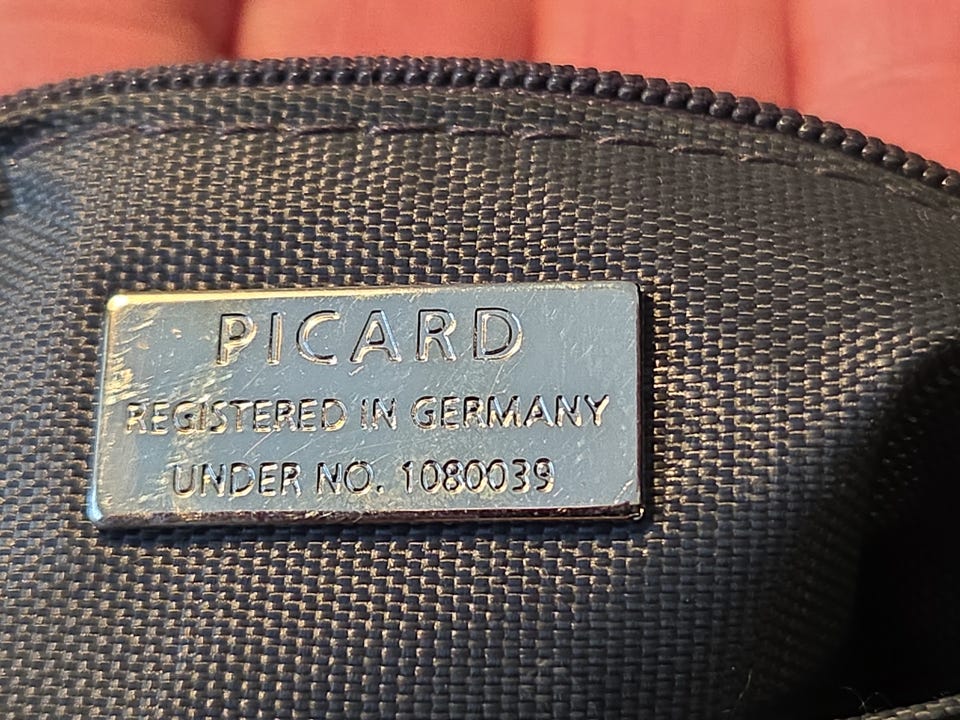 PICARD
REGISTERED IN GERMANY
UNDER NO. 1080039